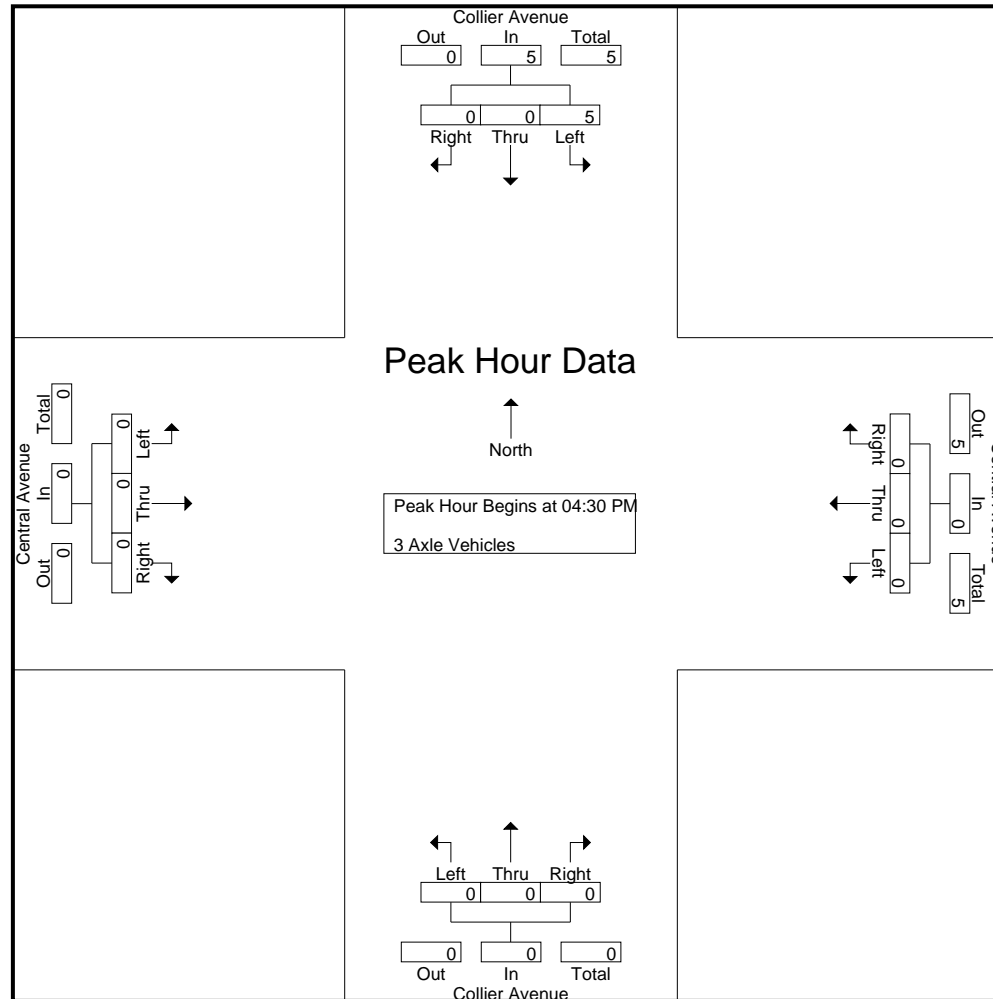 Collier Avenue
Out In Total
0 5 5
0 0 5
Right Thru Left
Peak Hour Data
North
Peak Hour Begins at 04:30 PM
3 Axle Vehicles
Central Avenue
Total In Out
0 0 0
Left Thru Right
0 0 0
Out In Total
5 0 5
Right Thru Left
0 0 0
Left Thru Right
0 0 0
0 0 0
Out In Total
Collier Avenue